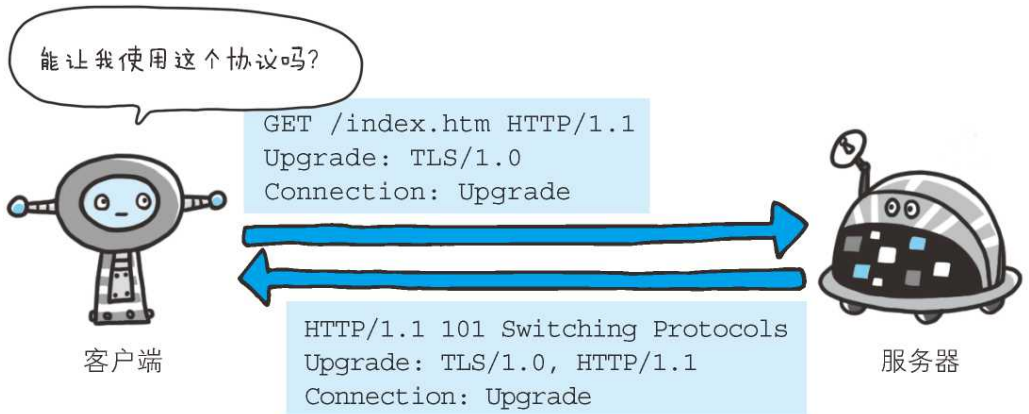 能让我使用这个协议吗?
GET /index.htm HTTP/1.1
Upgrade: TLS/1.0
Connection: Upgrade
HTTP/1.1 101 Switching Protocols
Upgrade: TLS/1.0, HTTP/1.1
Connection: Upgrade
客户端
服务器